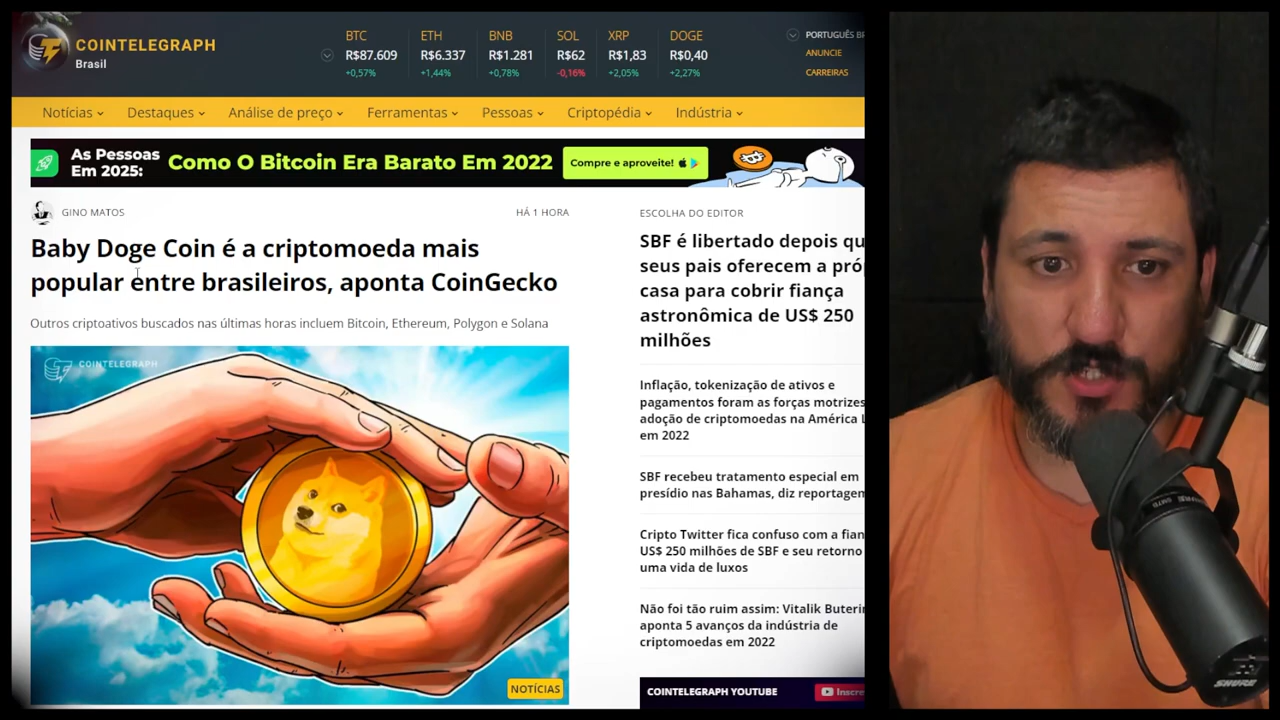 COINTELEGRAPH
Brasil
BTC
R$87.609
+0,57%
ETH
R$6.337
+1,44%
BNB
R$1.281
+0,78%
SOL
R$62
-0,16%
XRP
R$1,83
+2,05%
DOGE
R$0,40
+2,27%
PORTUGUÊS BR
ANUNCIE
CARREIRAS
Notícias Destaques Análise de preço Ferramentas Pessoas Criptopédia Indústria
As Pessoas
Em 2025:
Como O Bitcoin Era Barato Em 2022
Compre e aproveite!
GINO MATOS
HÁ 1 HORA
Baby Doge Coin é a criptomoeda mais
popular entre brasileiros, aponta CoinGecko
Outros criptoativos buscados nas últimas horas incluem Bitcoin, Ethereum, Polygon e Solana
COINTELEGRAPH
NOTÍCIAS
ESCOLHA DO EDITOR
SBF é libertado depois qu
seus pais oferecem a pró
casa para cobrir fiança
astronômica de US$ 250
milhões
Inflação, tokenização de ativos e
pagamentos foram as forças motrizes
adoção de criptomoedas na América L
em 2022
SBF recebeu tratamento especial em
presídio nas Bahamas, diz reportagem
Cripto Twitter fica confuso com a fian
US$ 250 milhões de SBF e seu retorno
uma vida de luxos
Não foi tão ruim assim: Vitalik Buterin
aponta 5 avanços da indústria de
criptomoedas em 2022
COINTELEGRAPH YOUTUBE
Inscre
SM7B
SHURE